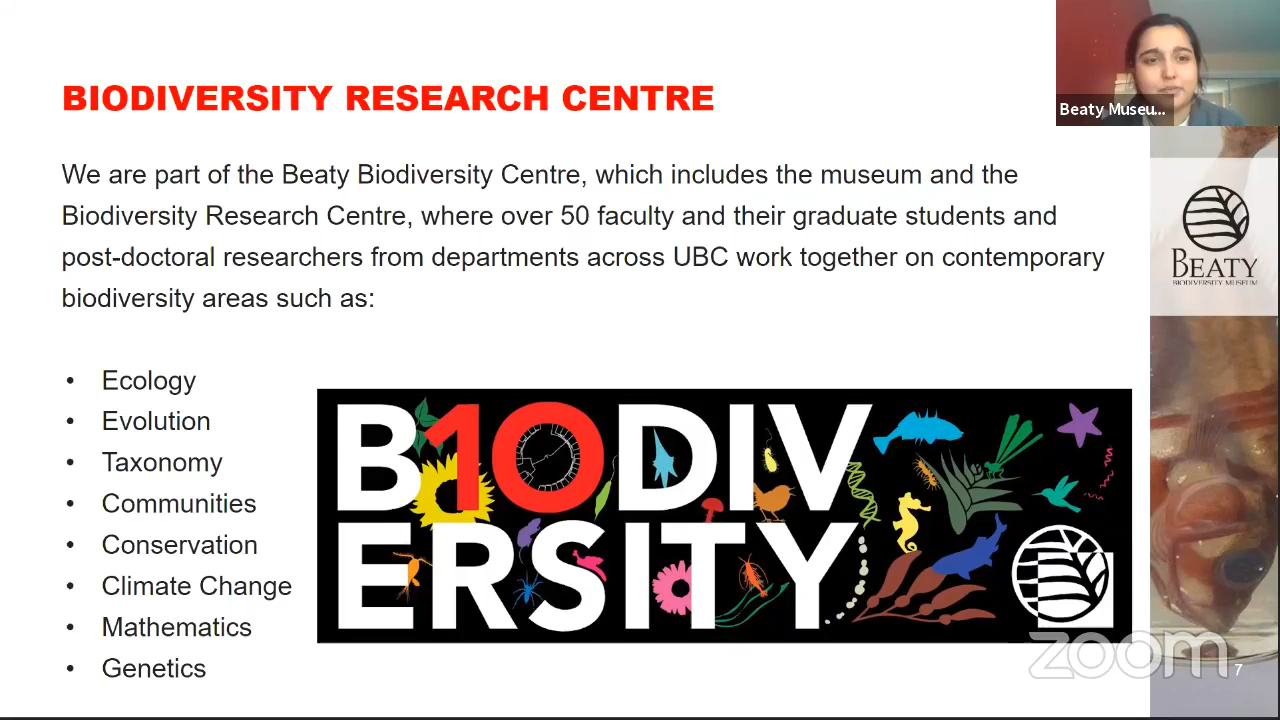 BIODIVERSITY RESEARCH CENTRE
Beaty Museu...
We are part of the Beaty Biodiversity Centre, which includes the museum and the
Biodiversity Research Centre, where over 50 faculty and their graduate students and
post-doctoral researchers from departments across UBC work together on contemporary
biodiversity areas such as:
BEATY
BIODIVERSITY MUSEUM
• Ecology
• Evolution
• Taxonomy
• Communities
• Conservation
• Climate Change
• Mathematics
• Genetics
B10DIV
ERSITY
zoom
7